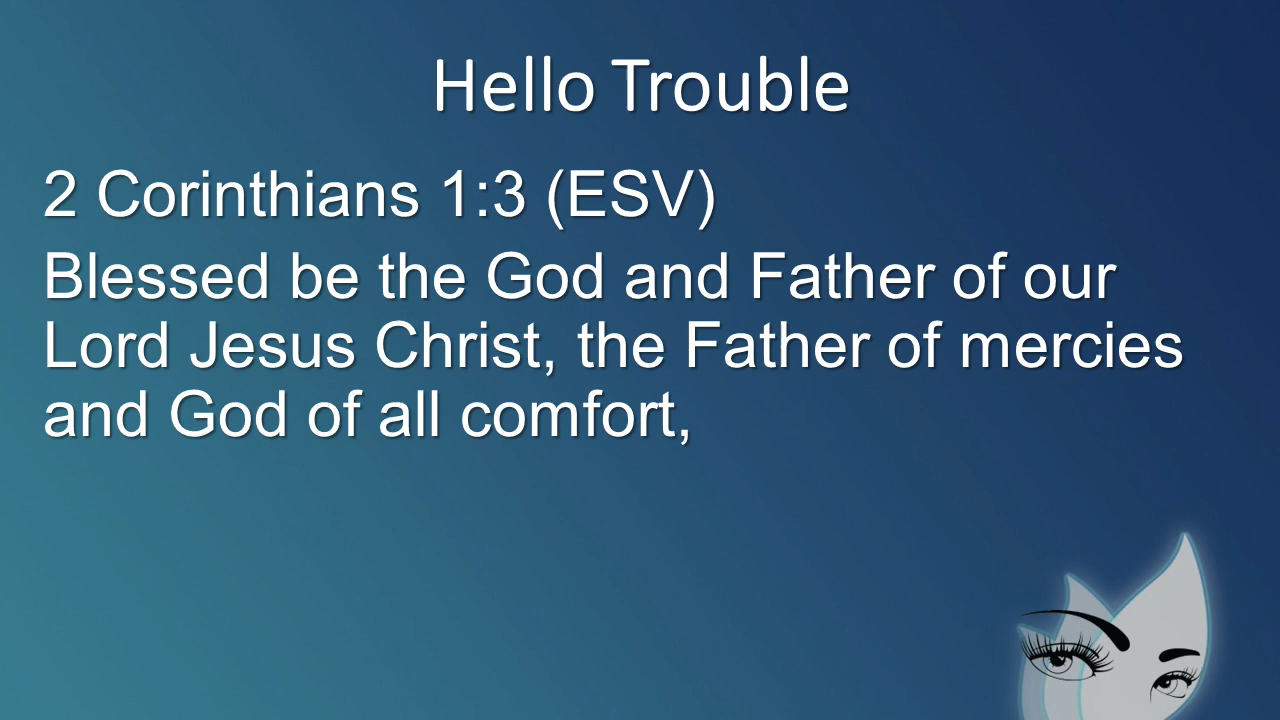 Hello Trouble
2 Corinthians 1:3 (ESV)
Blessed be the God and Father of our
Lord Jesus Christ, the Father of mercies
and God of all comfort,